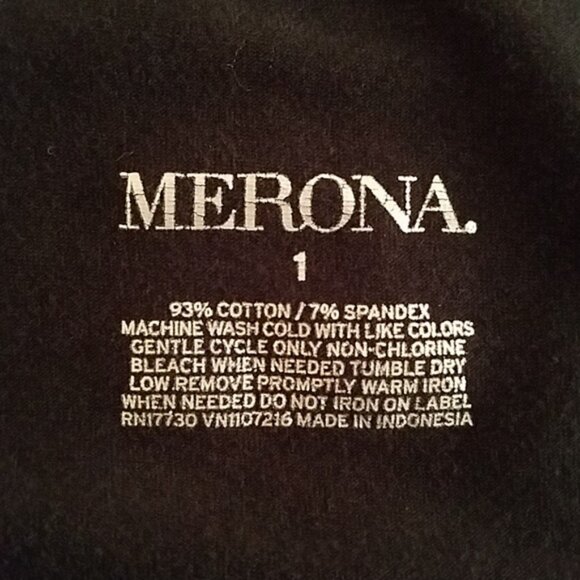 MERONA.
1
93% COTTON / 7% SPANDEX
MACHINE WASH COLD WITH LIKE COLORS
GENTLE CYCLE ONLY NON-CHLORINE
BLEACH WHEN NEEDED TUMBLE DRY
LOW.REMOVE PROMPTLY WARM IRON
WHEN NEEDED DO NOT IRON ON LABEL
RN17730 VN1107216 MADE IN INDONESIA